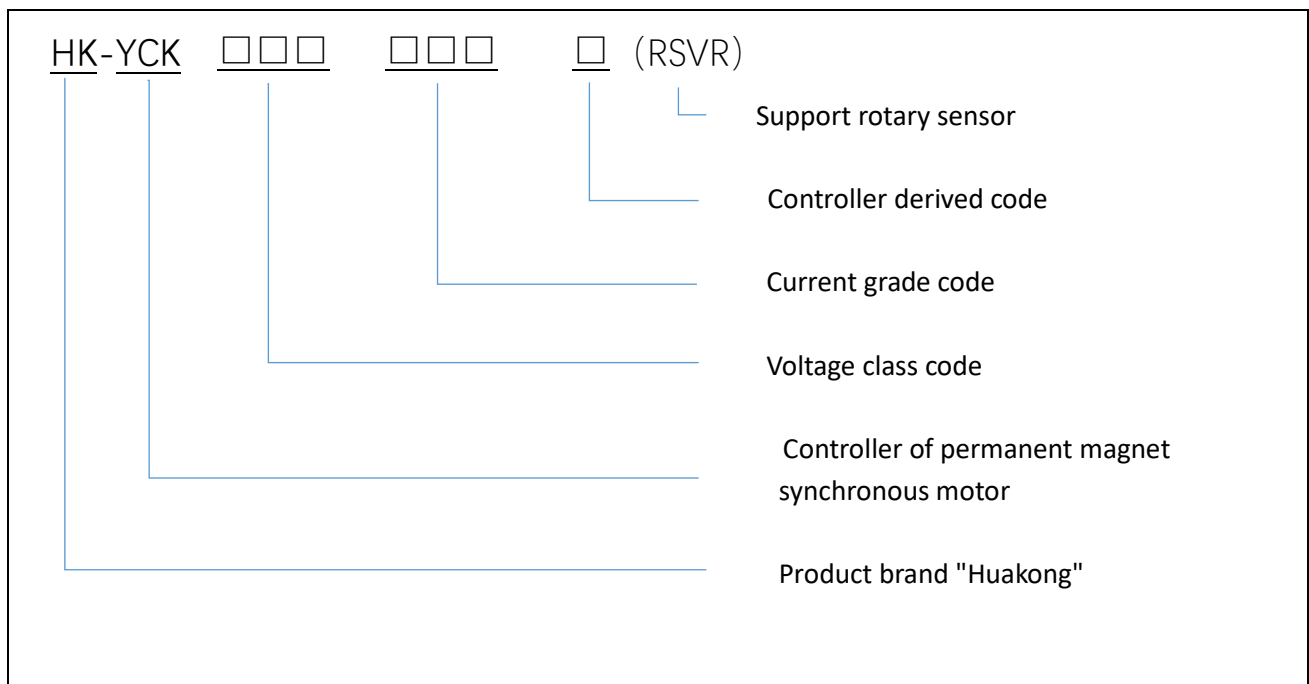 HK-YCK □□□ □□□ □ (RSVR)
Support rotary sensor
Controller derived code
Current grade code
Voltage class code
Controller of permanent magnet
synchronous motor
Product brand "Huakong"